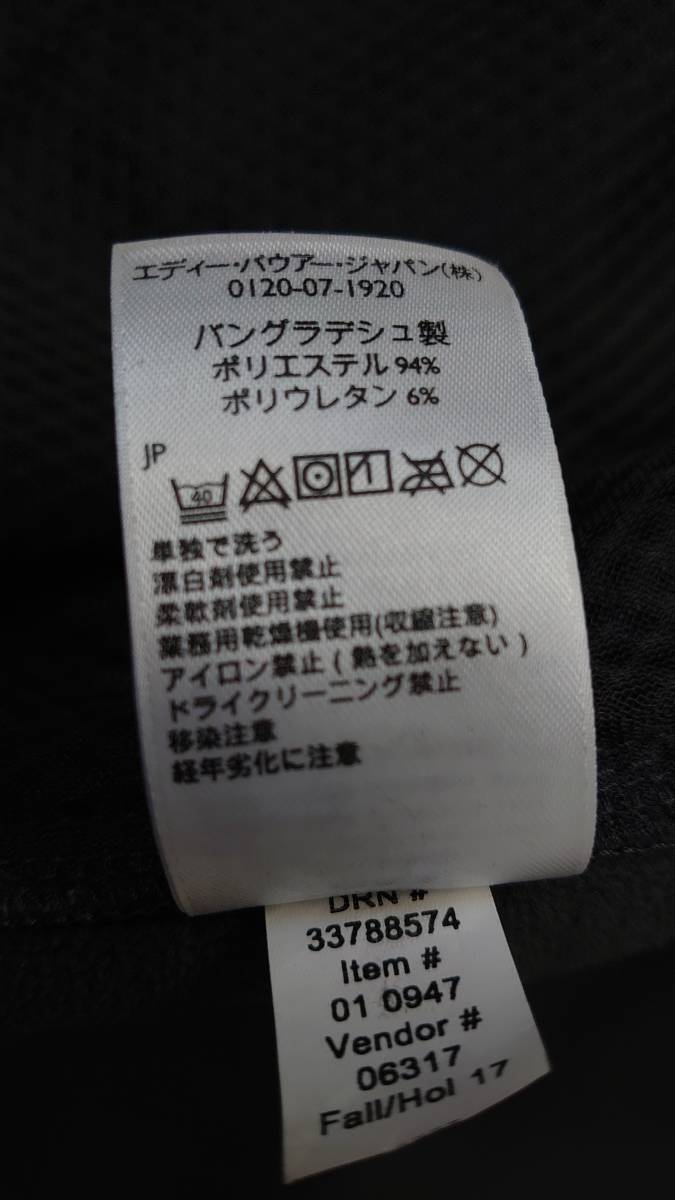 エディー・バウアー・ジャパン(株)
0120-07-1920
バングラデシュ製
ポリエステル 94%
ポリウレタン 6%
JP
40
単独で洗う
漂白剤使用禁止
柔軟剤使用禁止
業務用乾燥機使用(収縮注意)
アイロン禁止 ( 熱を加えない )
ドライクリーニング禁止
移染注意
経年劣化に注意
DRN #
33788574
Item #
01 0947
Vendor #
06317
Fall/Hol 17